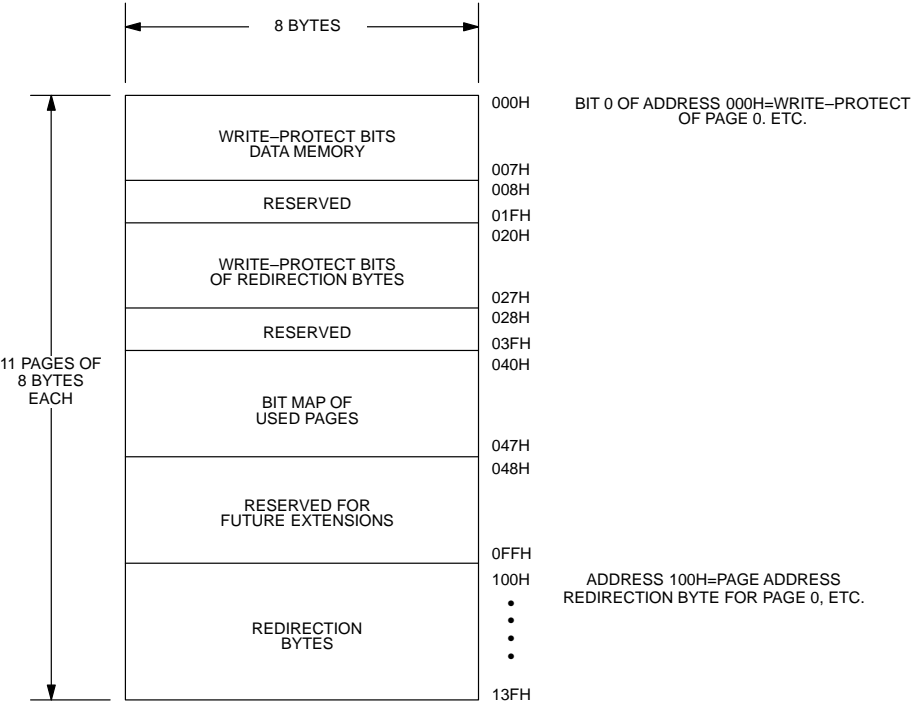 8 BYTES
000H
BIT 0 OF ADDRESS 000H=WRITE–PROTECT
OF PAGE 0. ETC.
WRITE–PROTECT BITS
DATA MEMORY
007H
008H
RESERVED
01FH
020H
WRITE–PROTECT BITS
OF REDIRECTION BYTES
027H
028H
RESERVED
03FH
11 PAGES OF
8 BYTES
EACH
040H
BIT MAP OF
USED PAGES
047H
048H
RESERVED FOR
FUTURE EXTENSIONS
0FFH
100H
ADDRESS 100H=PAGE ADDRESS
REDIRECTION BYTE FOR PAGE 0, ETC.
REDIRECTION
BYTES
13FH